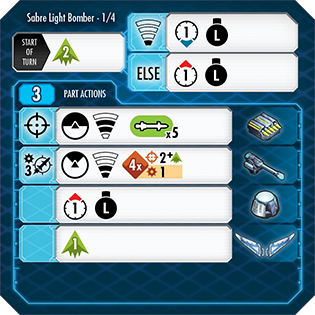 Sabre Light Bomber - 1/4
START OF TURN
2
1 L
ELSE
1 L
3 PART ACTIONS
x5
3
4x 2+
1
1 L
1